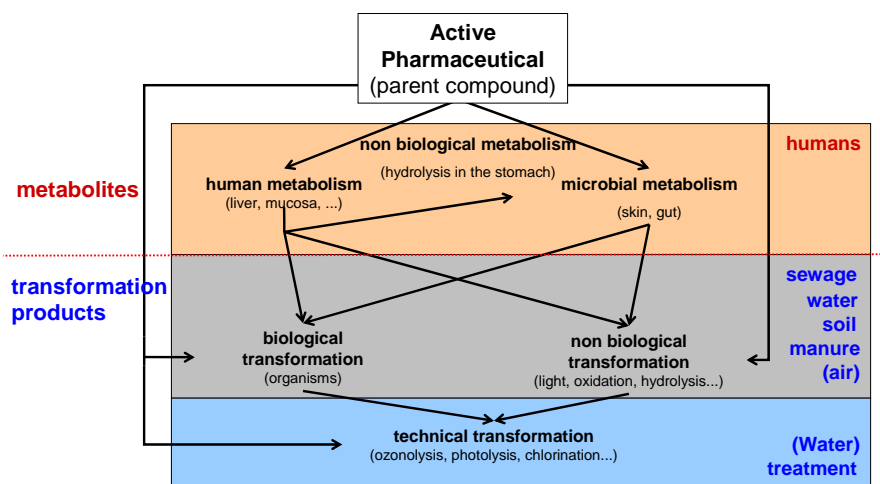 Active
Pharmaceutical
(parent compound)
humans
non biological metabolism
(hydrolysis in the stomach)
metabolites
human metabolism
(liver, mucosa, ...)
microbial metabolism
(skin, gut)
transformation
products
sewage
water
soil
manure
(air)
biological
transformation
(organisms)
non biological
transformation
(light, oxidation, hydrolysis...)
technical transformation
(ozonolysis, photolysis, chlorination...)
(Water)
treatment